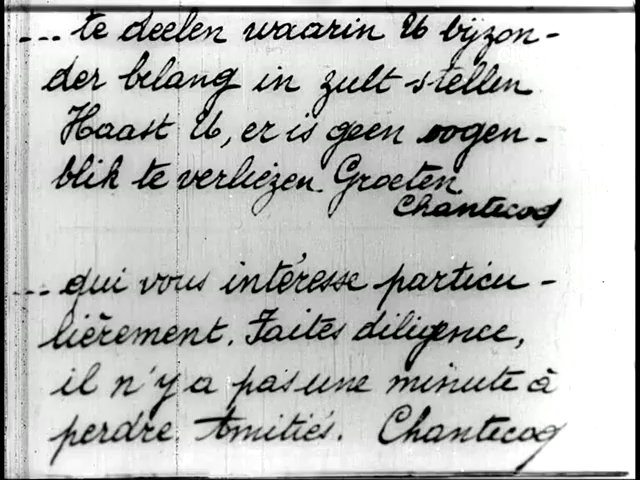 ... te deelen waarin U bijzon-
der belang in zult stellen
Haast U, er is geen oogen-
blik te verliezen. Groeten
Chantecoq
... qui vous intéresse particu-
lièrement. Faites diligence,
il n'y a pas une minute à
perdre. Amitiés. Chantecoq